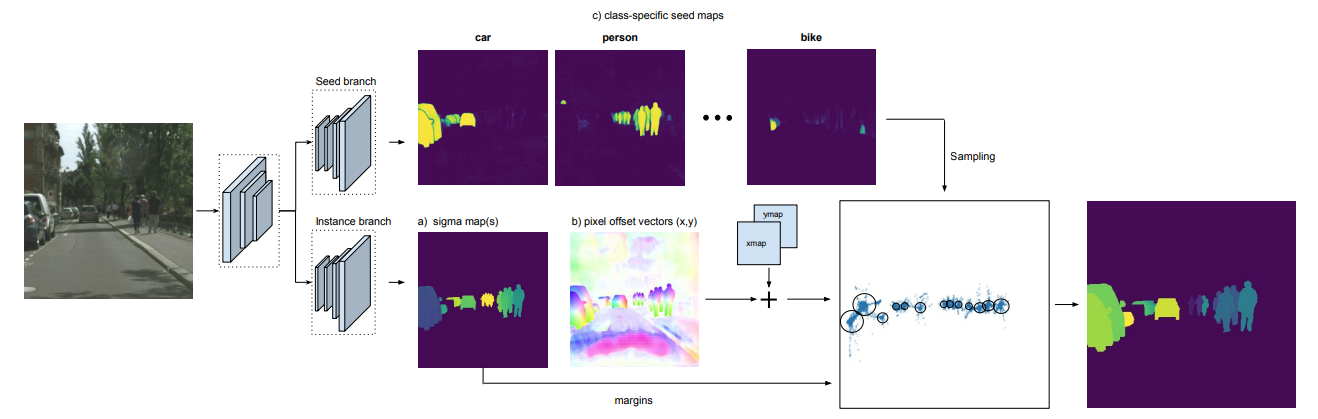 c) class-specific seed maps
car
person
bike
Seed branch
Sampling
Instance branch
a) sigma map(s)
b) pixel offset vectors (x,y)
ymap
xmap
+
margins